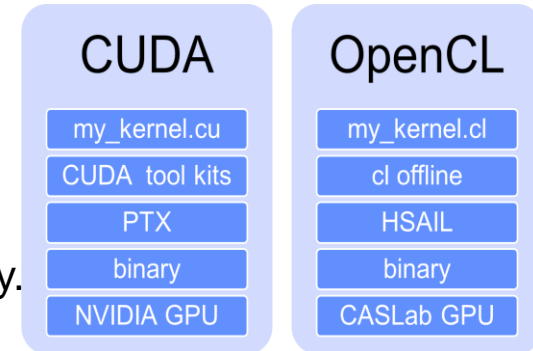 CUDA
my_kernel.cu
CUDA tool kits
PTX
binary
NVIDIA GPU
OpenCL
my_kernel.cl
cl offline
HSAIL
binary
CASLab GPU
y.